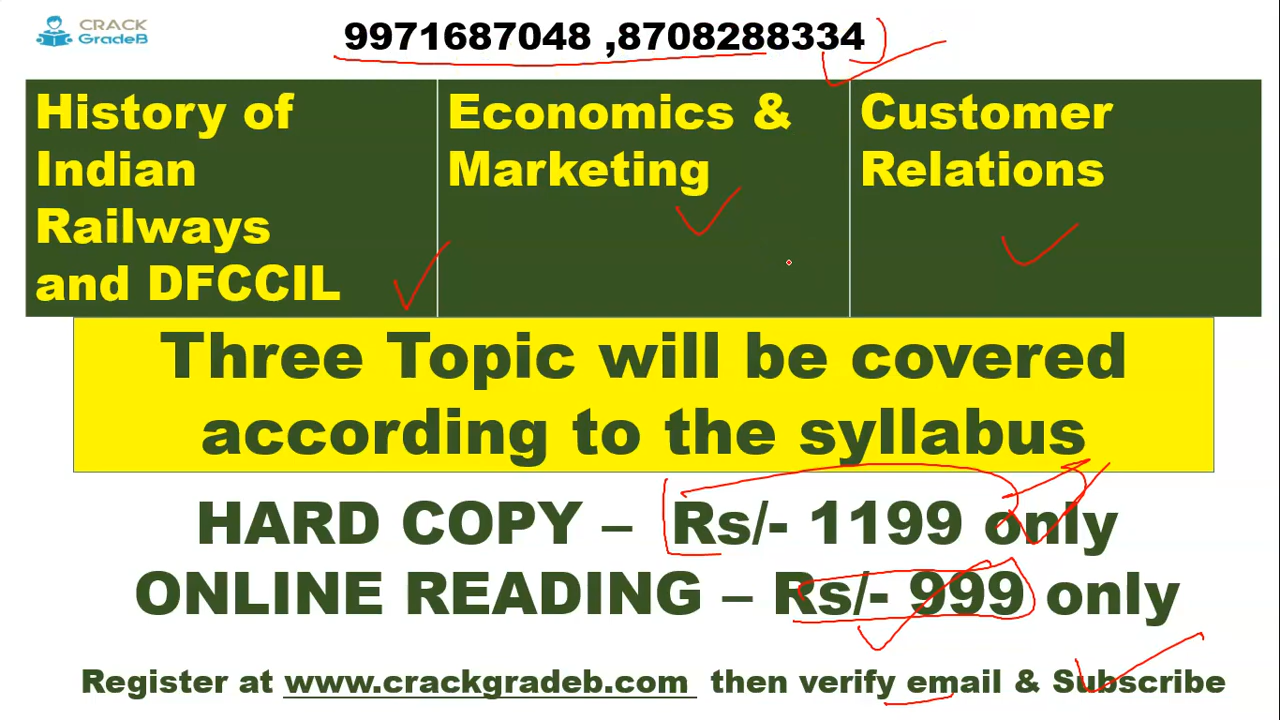 CRACK
GradeB
9971687048 ,8708288334
History of
Indian
Railways
and DFCCIL
Economics &
Marketing
Customer
Relations
Three Topic will be covered
according to the syllabus
HARD COPY – Rs/- 1199 only
ONLINE READING – Rs/- 999 only
Register at www.crackgradeb.com then verify email & Subscribe